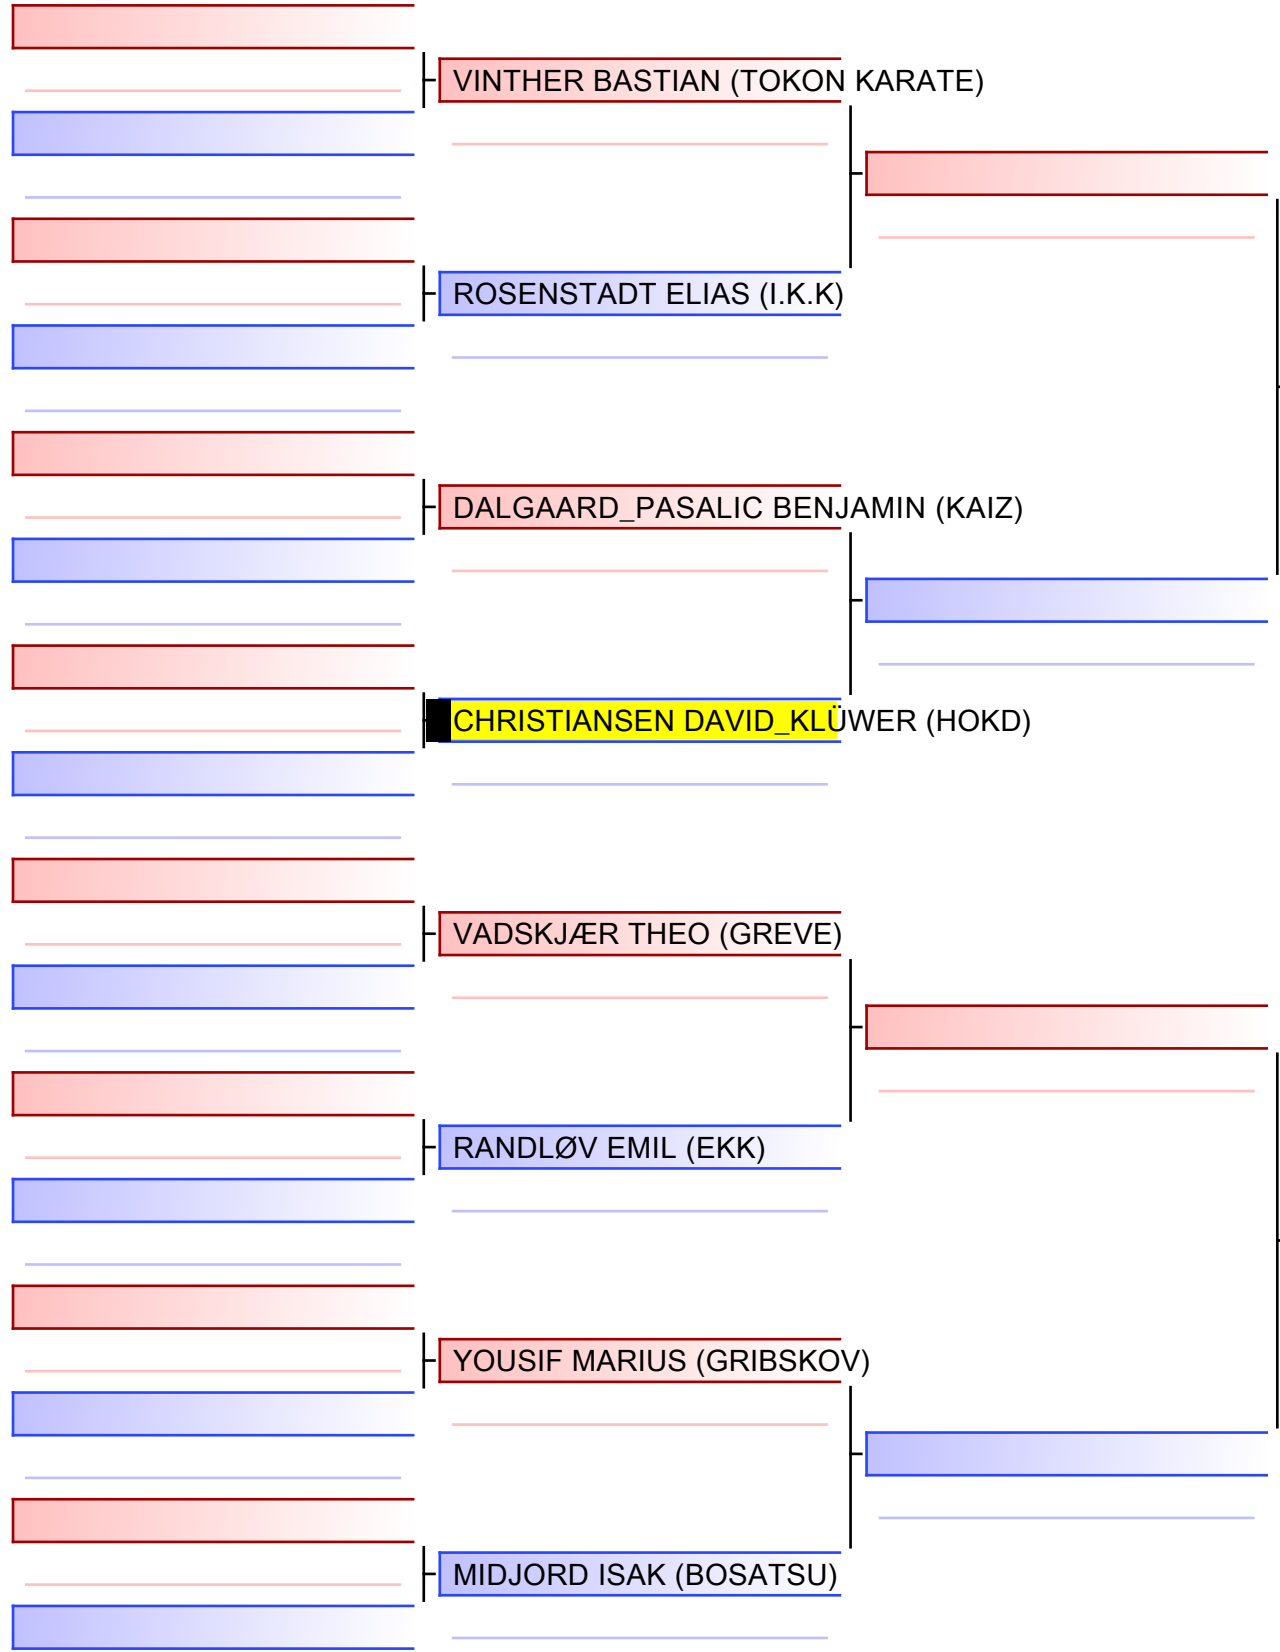 VINTHER BASTIAN (TOKON KARATE)
ROSENSTADT ELIAS (I.K.K)
DALGAARD_PASALIC BENJAMIN (KAIZ)
CHRISTIANSEN DAVID_KLÜWER (HOKD)
VADSKJÆR THEO (GREVE)
RANDLØV EMIL (EKK)
YOUSIF MARIUS (GRIBSKOV)
MIDJORD ISAK (BOSATSU)